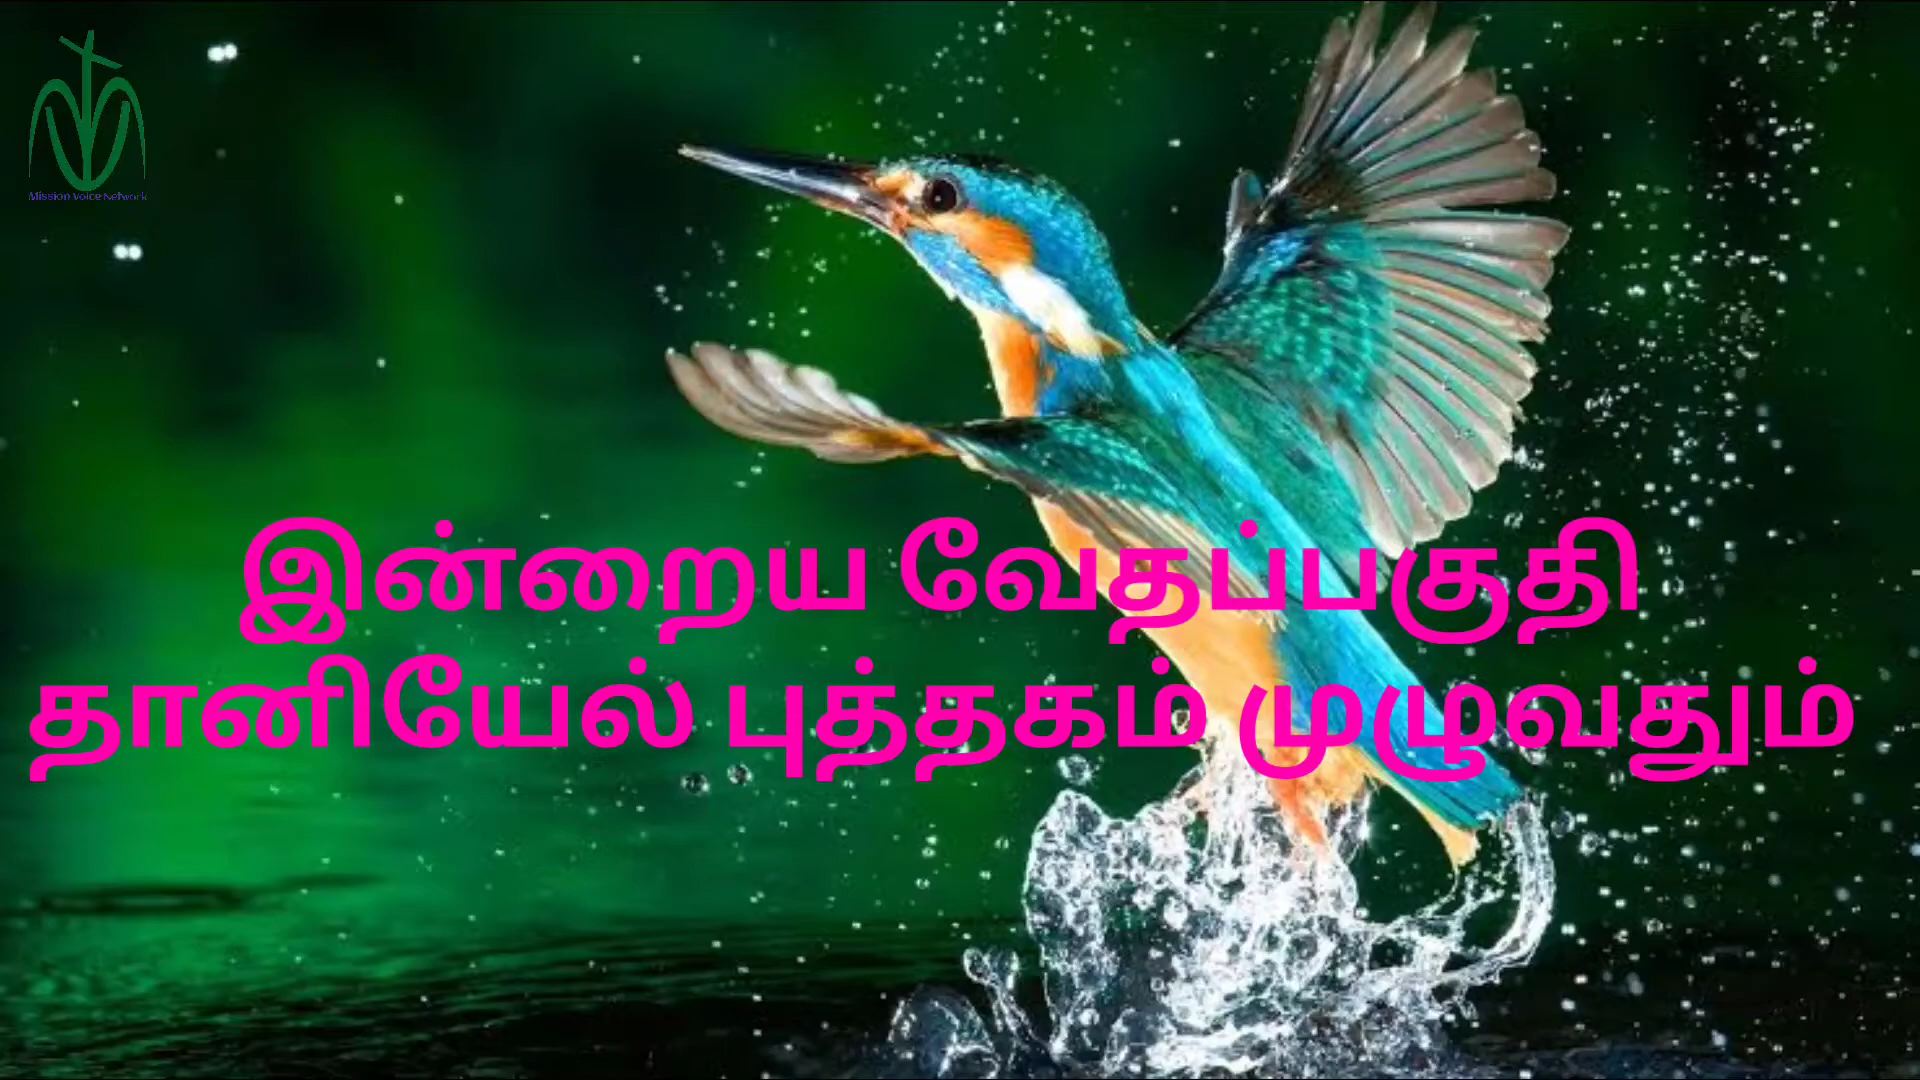 Mission Voice Network
இன்றைய வேதப்பகுதி
தானியேல் புத்தகம் முழுவதும்